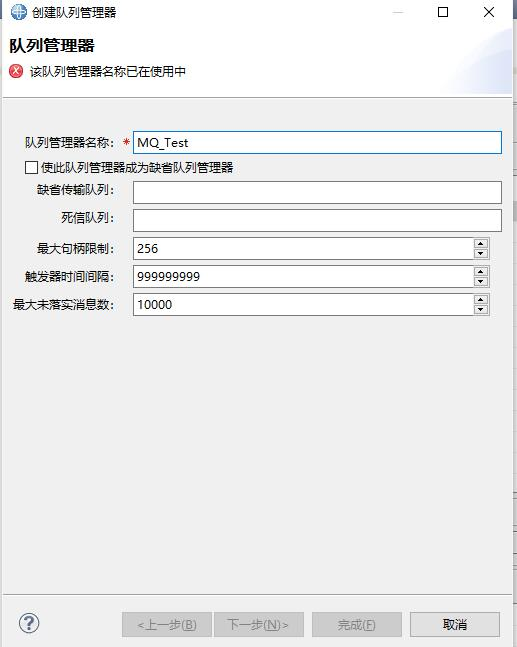 创建队列管理器
队列管理器
该队列管理器名称已在使用中
队列管理器名称： * MQ_Test
使此队列管理器成为缺省队列管理器
缺省传输队列：
死信队列：
最大句柄限制： 256
触发器时间间隔： 999999999
最大未落实消息数： 10000
? <上一步(B) 下一步(N)> 完成(F) 取消